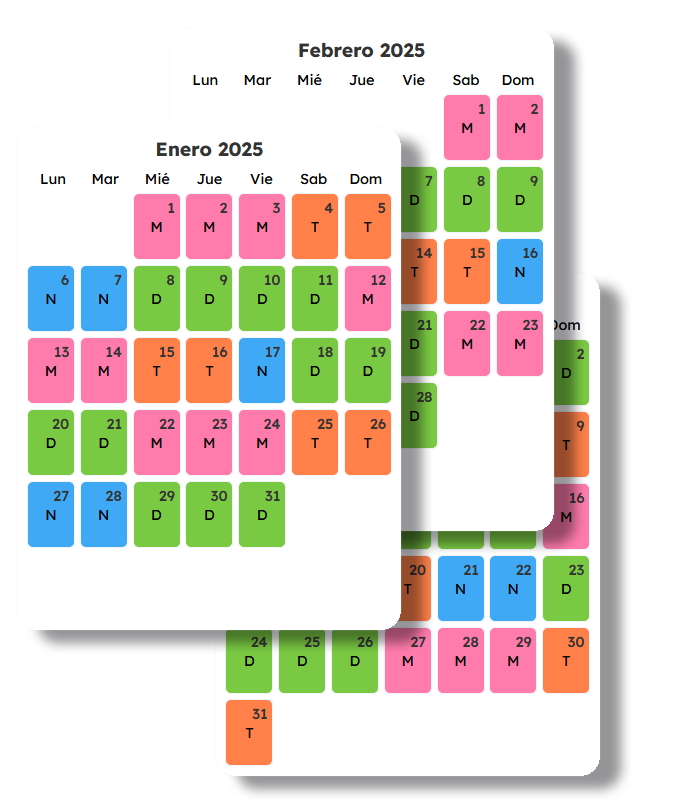 Febrero 2025
Lun Mar Mié Jue Vie Sab Dom
1 2
M M
7 8 9
D D D
14 15 16
T T N
21 22 23
D M M
28
D
Enero 2025
Lun Mar Mié Jue Vie Sab Dom
1 2 3 4 5
M M M T T
6 7 8 9 10 11 12
N N D D D D M
13 14 15 16 17 18 19
M M T T N D D
20 21 22 23 24 25 26
D D M M M T T
27 28 29 30 31
N N D D D
Dom
2
D
9
T
16
M
20 21 22 23
T N N D
24 25 26 27 28 29 30
D D D M M M T
31
T